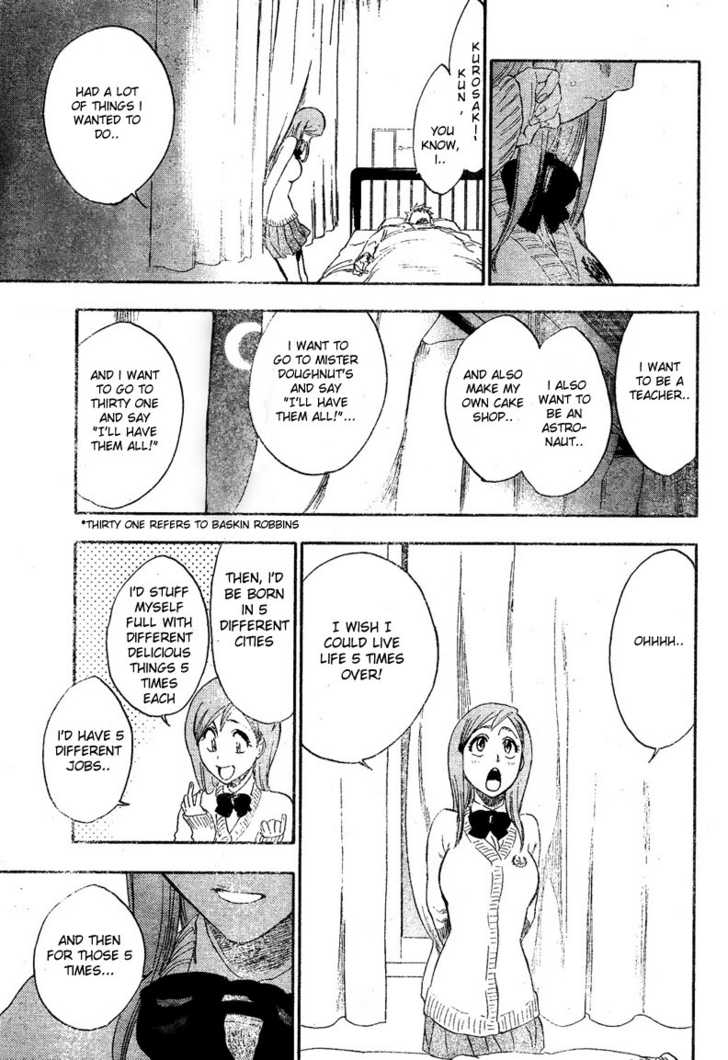 KUROSAKI-
KUN,
YOU
KNOW,
I..
HAD A LOT
OF THINGS I
WANTED TO
DO..
I WANT
TO BE A
TEACHER..
I ALSO
WANT
TO BE
AN
ASTRO-
NAUT..
AND ALSO
MAKE MY
OWN CAKE
SHOP..
I WANT TO
GO TO MISTER
DOUGHNUT'S
AND SAY
"I'LL HAVE
THEM ALL!"...
AND I WANT
TO GO TO
THIRTY ONE
AND SAY
"I'LL HAVE
THEM ALL!"
*THIRTY ONE REFERS TO BASKIN ROBBINS
OHHHH..
I WISH I
COULD LIVE
LIFE 5 TIMES
OVER!
THEN, I'D
BE BORN
IN 5
DIFFERENT
CITIES
I'D STUFF
MYSELF
FULL WITH
DIFFERENT
DELICIOUS
THINGS 5
TIMES
EACH
I'D HAVE 5
DIFFERENT
JOBS..
AND THEN
FOR THOSE 5
TIMES...